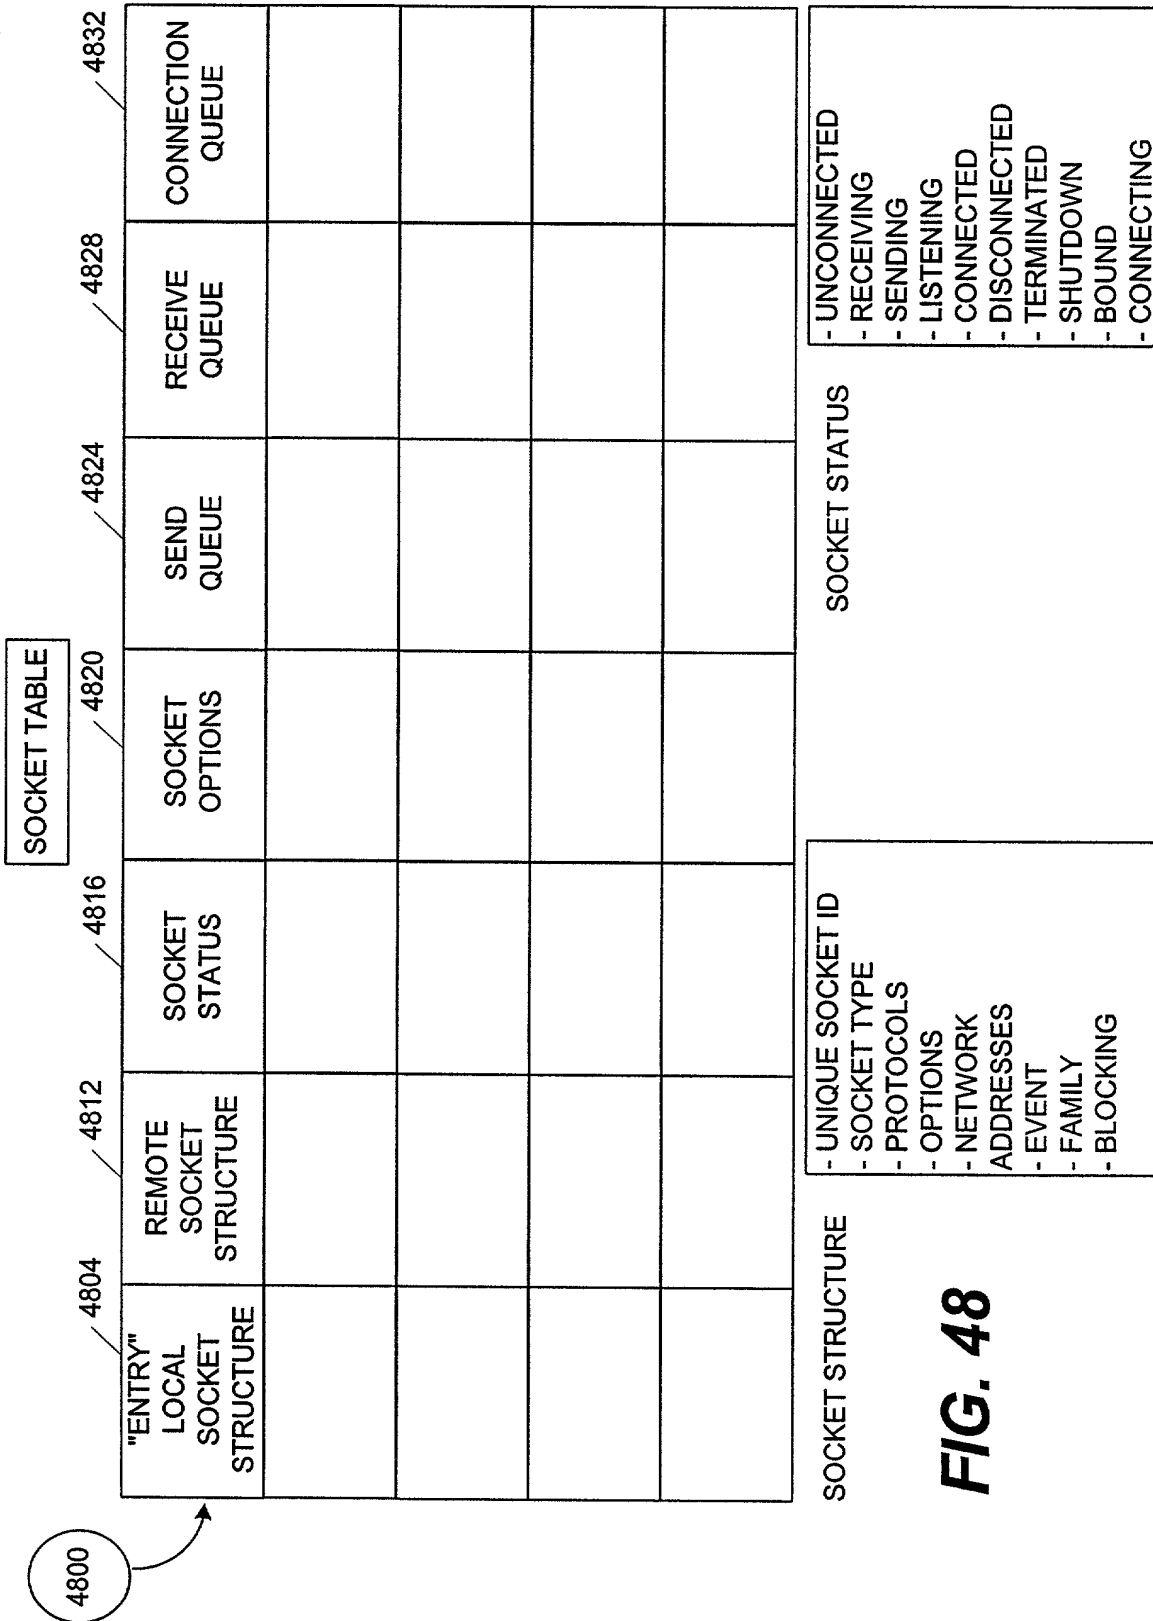 SOCKET TABLE
4800
4804
4812
4816
4820
4824
4828
4832
"ENTRY"
LOCAL
SOCKET
STRUCTURE
REMOTE
SOCKET
STRUCTURE
SOCKET
STATUS
SOCKET
OPTIONS
SEND
QUEUE
RECEIVE
QUEUE
CONNECTION
QUEUE
SOCKET STRUCTURE
- UNIQUE SOCKET ID
- SOCKET TYPE
- PROTOCOLS
- OPTIONS
- NETWORK
ADDRESSES
- EVENT
- FAMILY
- BLOCKING
SOCKET STATUS
- UNCONNECTED
- RECEIVING
- SENDING
- LISTENING
- CONNECTED
- DISCONNECTED
- TERMINATED
- SHUTDOWN
- BOUND
- CONNECTING
FIG. 48